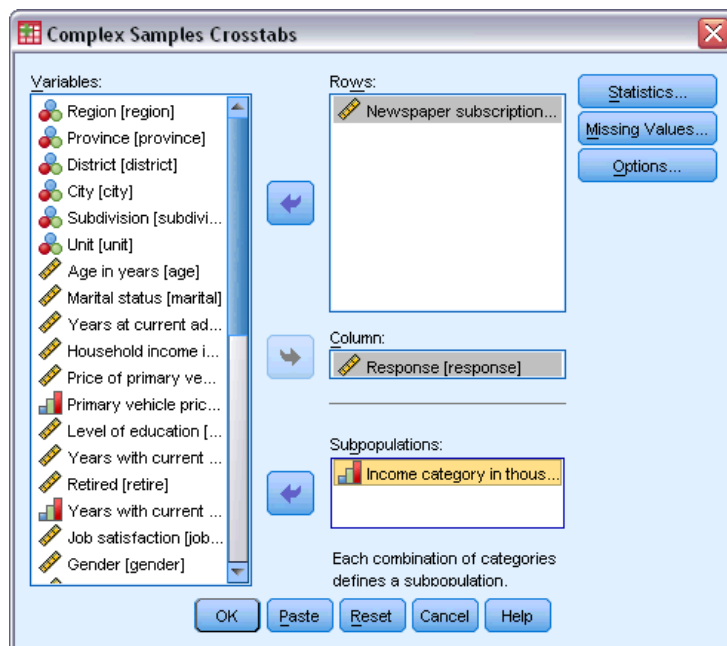 Complex Samples Crosstabs
Variables:
Region [region]
Province [province]
District [district]
City [city]
Subdivision [subdivi...
Unit [unit]
Age in years [age]
Marital status [marital]
Years at current ad...
Household income i...
Price of primary ve...
Primary vehicle pric...
Level of education [...
Years with current ...
Retired [retire]
Years with current ...
Job satisfaction [job...
Gender [gender]
Rows:
Newspaper subscription...
Column:
Response [response]
Subpopulations:
Income category in thous...
Each combination of categories
defines a subpopulation.
Statistics...
Missing Values...
Options...
OK
Paste
Reset
Cancel
Help